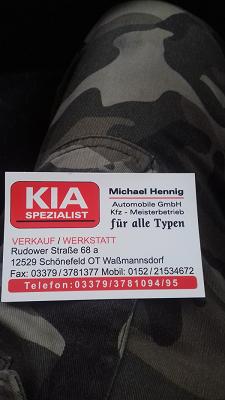 KIA
SPEZIALIST
Michael Hennig
Automobile GmbH
Kfz - Meisterbetrieb
für alle Typen
VERKAUF / WERKSTATT
Rudower Straße 68 a
12529 Schönefeld OT Waßmannsdorf
Fax: 03379/3781377 Mobil: 0152/21534672
Telefon:03379/3781094/95